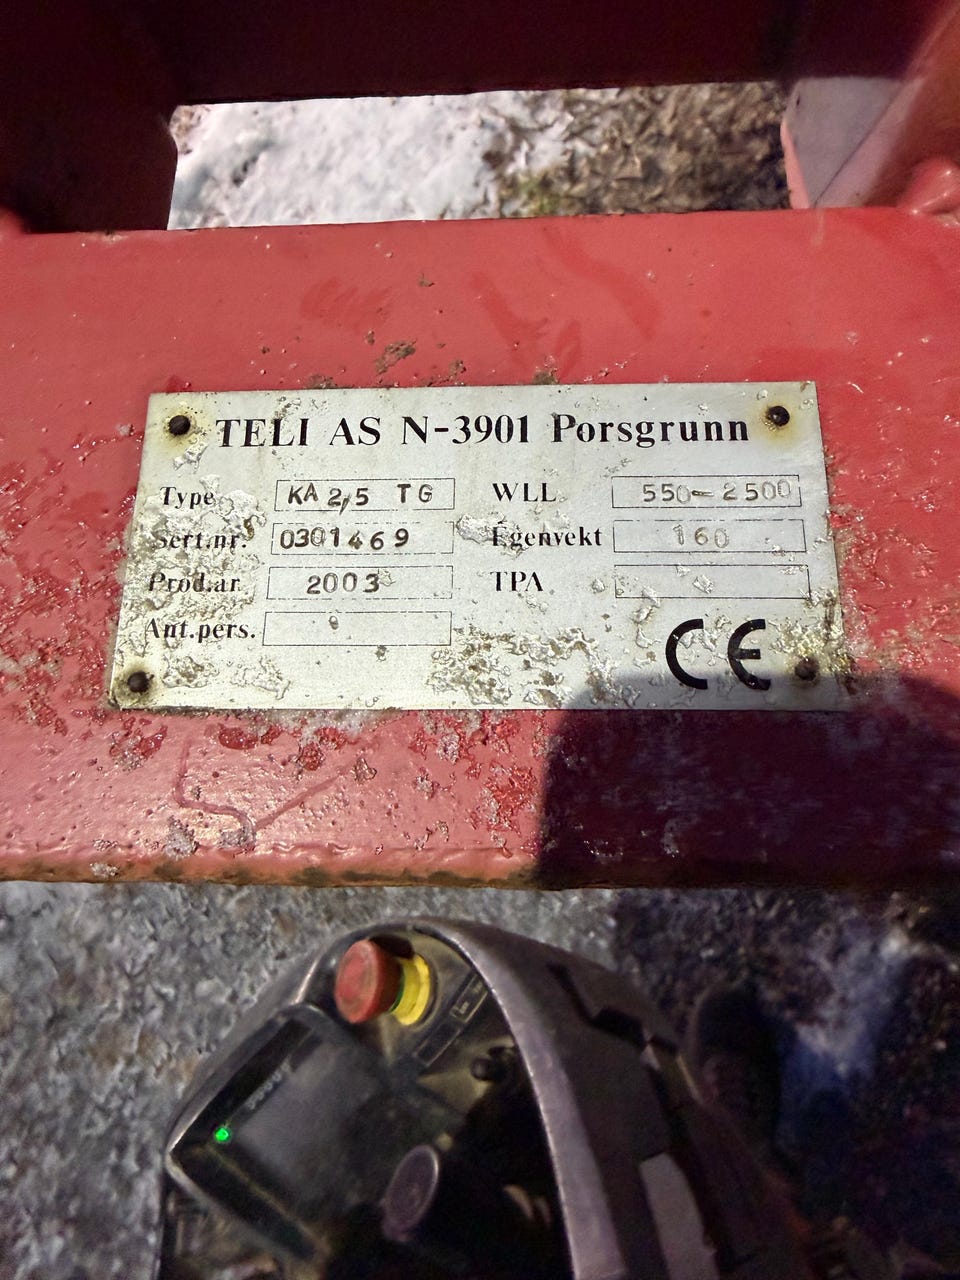 TELI AS N-3901 Porsgrunn
Type KA 2,5 TG WLL 550-2500
Sert.nr. 0301469 Egenvekt 160
Prod.ar 2003 TPA
Ant.pers.
CE